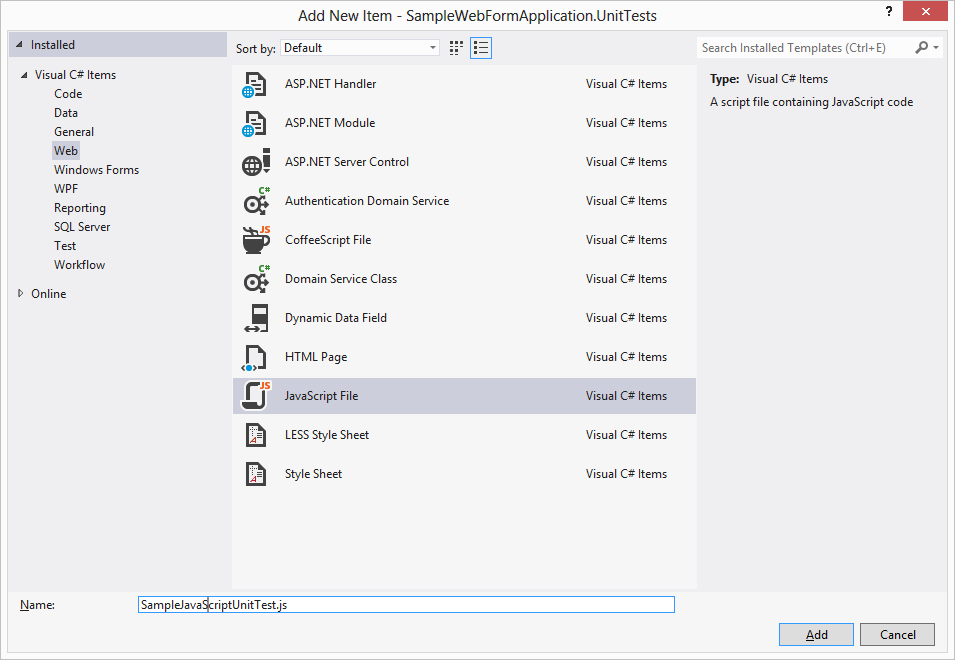 Add New Item - SampleWebFormApplication.UnitTests
?
Installed
Sort by: Default
Search Installed Templates (Ctrl+E)
Visual C# Items
Code
Data
General
Web
Windows Forms
WPF
Reporting
SQL Server
Test
Workflow
Online
ASP.NET Handler Visual C# Items
ASP.NET Module Visual C# Items
ASP.NET Server Control Visual C# Items
C# Authentication Domain Service Visual C# Items
JS CoffeeScript File Visual C# Items
C# Domain Service Class Visual C# Items
Dynamic Data Field Visual C# Items
HTML Page Visual C# Items
JS JavaScript File Visual C# Items
LESS Style Sheet Visual C# Items
Style Sheet Visual C# Items
Type: Visual C# Items
A script file containing JavaScript code
Name: SampleJavaScriptUnitTest.js
Add Cancel